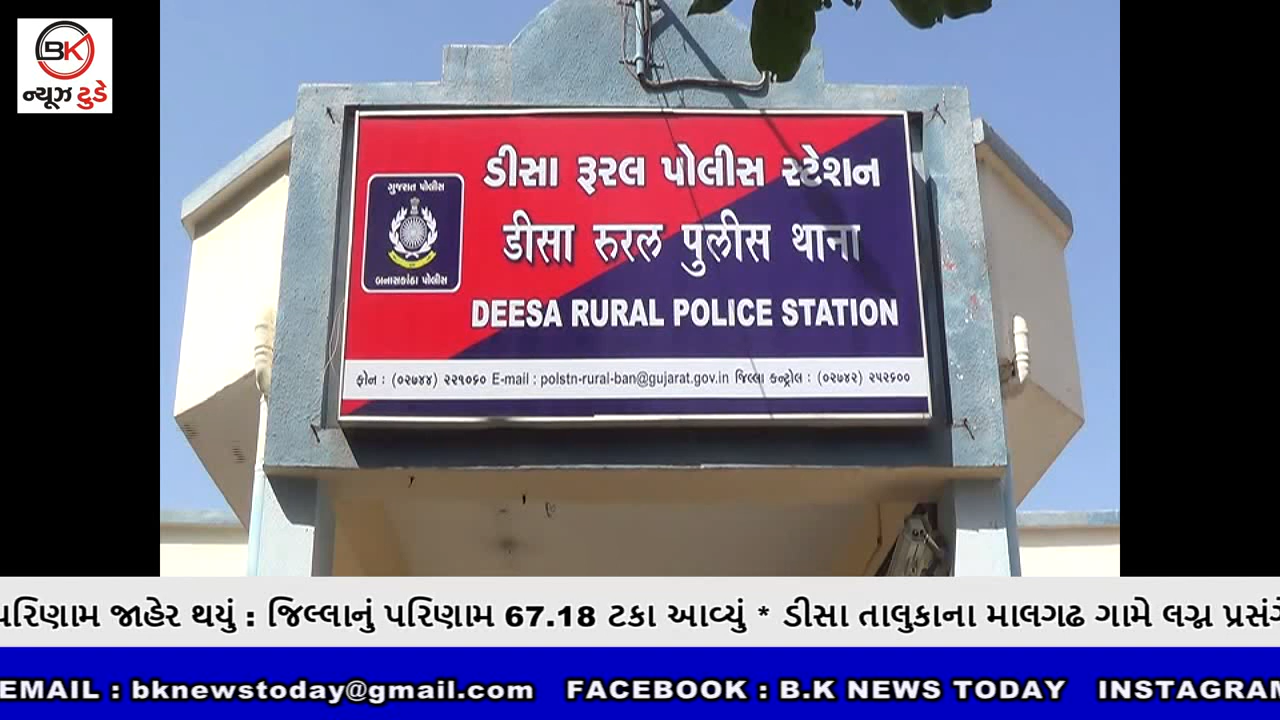 BK
ન્યૂઝ ટુડે
ડીસા રૂરલ પોલીસ સ્ટેશન
ગુજરાત પોલીસ
डीसा रुरल पुलीस थाना
બનાસકાંઠા પોલીસ
DEESA RURAL POLICE STATION
ફોન : (૦૨૭૪૪) ૨૨૧૦૬૦ E-mail : polstn-rural-ban@gujarat.gov.in જિલ્લા કન્ટ્રોલ : (૦૨૭૪૨) ૨૫૨૬૦૦
પરિણામ જાહેર થયું : જિલ્લાનું પરિણામ 67.18 ટકા આવ્યું * ડીસા તાલુકાના માલગઢ ગામે લગ્ન પ્રસંગે
EMAIL : bknewstoday@gmail.com FACEBOOK : B.K NEWS TODAY INSTAGRAM